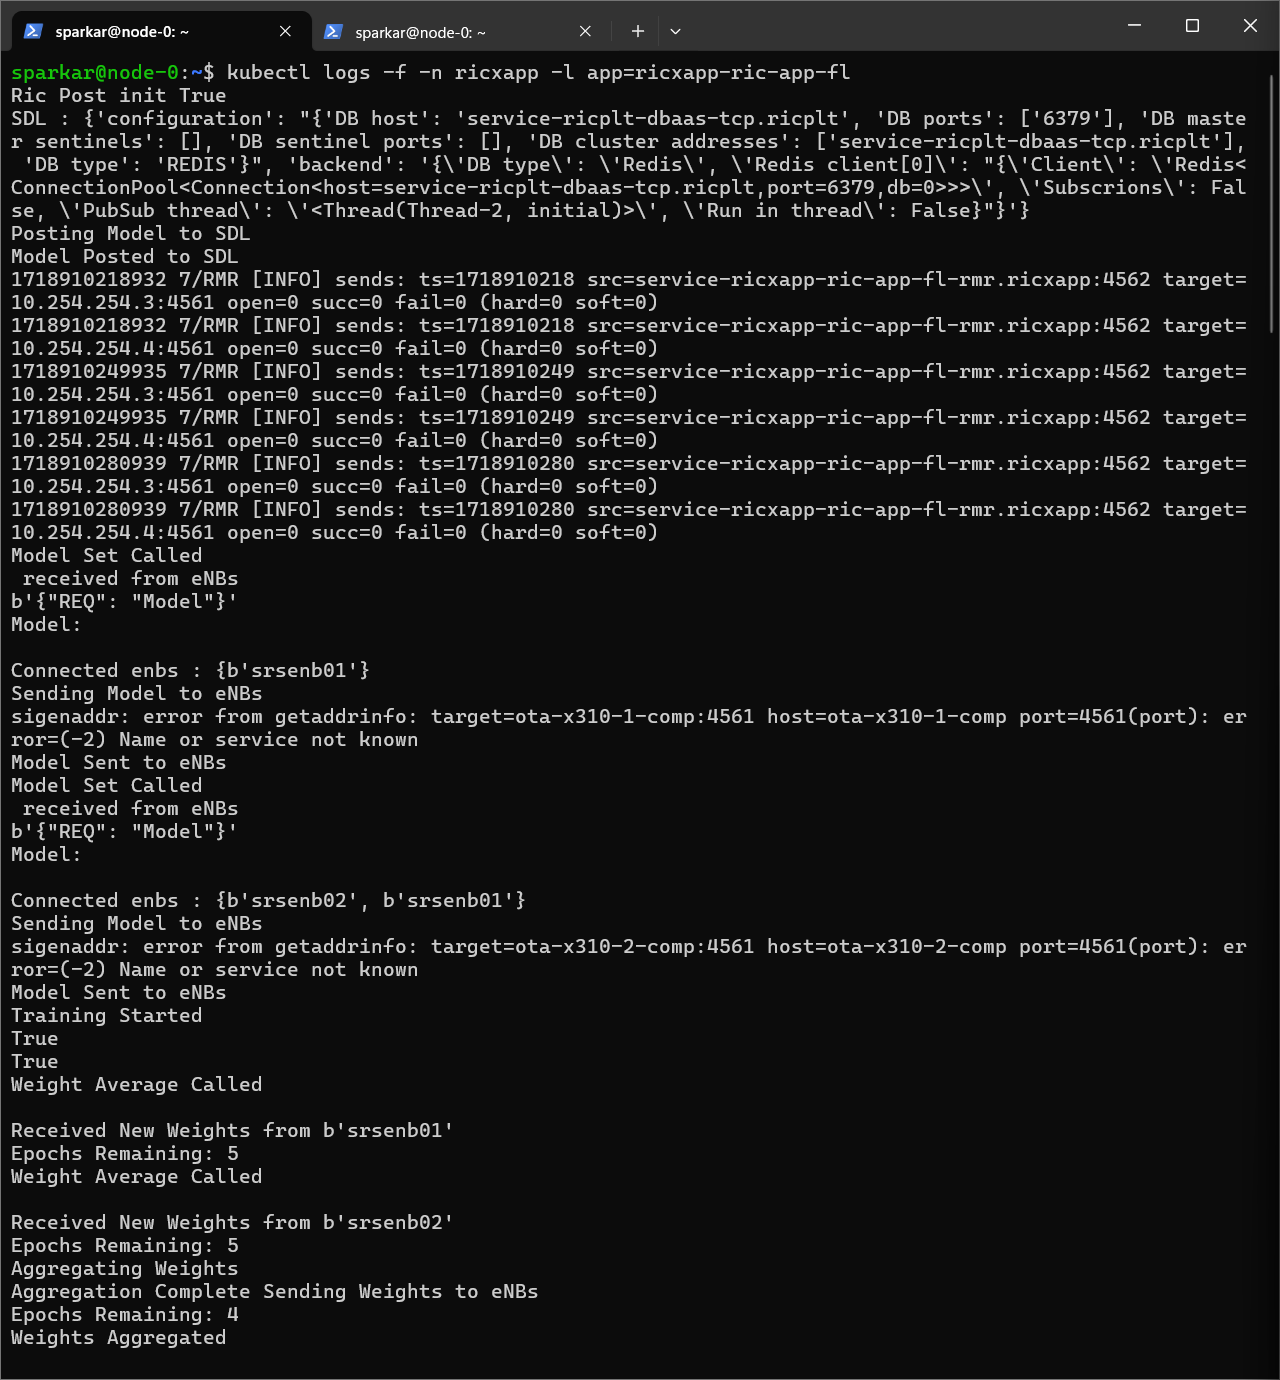 sparkar@node-0: ~
sparkar@node-0: ~
sparkar@node-0:~$ kubectl logs -f -n ricxapp -l app=ricxapp-ric-app-fl
Ric Post init True
SDL : {'configuration': "{'DB host': 'service-ricplt-dbaas-tcp.ricplt', 'DB ports': ['6379'], 'DB maste
r sentinels': [], 'DB sentinel ports': [], 'DB cluster addresses': ['service-ricplt-dbaas-tcp.ricplt'],
 'DB type': 'REDIS'}", 'backend': '{\'DB type\': \'Redis\', \'Redis client[0]\': "{\'Client\': \'Redis<
ConnectionPool<Connection<host=service-ricplt-dbaas-tcp.ricplt,port=6379,db=0>>>\', \'Subscrions\': Fal
se, \'PubSub thread\': \'<Thread(Thread-2, initial)>\', \'Run in thread\': False}"}'}
Posting Model to SDL
Model Posted to SDL
1718910218932 7/RMR [INFO] sends: ts=1718910218 src=service-ricxapp-ric-app-fl-rmr.ricxapp:4562 target=
10.254.254.3:4561 open=0 succ=0 fail=0 (hard=0 soft=0)
1718910218932 7/RMR [INFO] sends: ts=1718910218 src=service-ricxapp-ric-app-fl-rmr.ricxapp:4562 target=
10.254.254.4:4561 open=0 succ=0 fail=0 (hard=0 soft=0)
1718910249935 7/RMR [INFO] sends: ts=1718910249 src=service-ricxapp-ric-app-fl-rmr.ricxapp:4562 target=
10.254.254.3:4561 open=0 succ=0 fail=0 (hard=0 soft=0)
1718910249935 7/RMR [INFO] sends: ts=1718910249 src=service-ricxapp-ric-app-fl-rmr.ricxapp:4562 target=
10.254.254.4:4561 open=0 succ=0 fail=0 (hard=0 soft=0)
1718910280939 7/RMR [INFO] sends: ts=1718910280 src=service-ricxapp-ric-app-fl-rmr.ricxapp:4562 target=
10.254.254.3:4561 open=0 succ=0 fail=0 (hard=0 soft=0)
1718910280939 7/RMR [INFO] sends: ts=1718910280 src=service-ricxapp-ric-app-fl-rmr.ricxapp:4562 target=
10.254.254.4:4561 open=0 succ=0 fail=0 (hard=0 soft=0)
Model Set Called
 received from eNBs
b'{"REQ": "Model"}'
Model:
Connected enbs : {b'srsenb01'}
Sending Model to eNBs
sigenaddr: error from getaddrinfo: target=ota-x310-1-comp:4561 host=ota-x310-1-comp port=4561(port): er
ror=(-2) Name or service not known
Model Sent to eNBs
Model Set Called
 received from eNBs
b'{"REQ": "Model"}'
Model:
Connected enbs : {b'srsenb02', b'srsenb01'}
Sending Model to eNBs
sigenaddr: error from getaddrinfo: target=ota-x310-2-comp:4561 host=ota-x310-2-comp port=4561(port): er
ror=(-2) Name or service not known
Model Sent to eNBs
Training Started
True
True
Weight Average Called
Received New Weights from b'srsenb01'
Epochs Remaining: 5
Weight Average Called
Received New Weights from b'srsenb02'
Epochs Remaining: 5
Aggregating Weights
Aggregation Complete Sending Weights to eNBs
Epochs Remaining: 4
Weights Aggregated